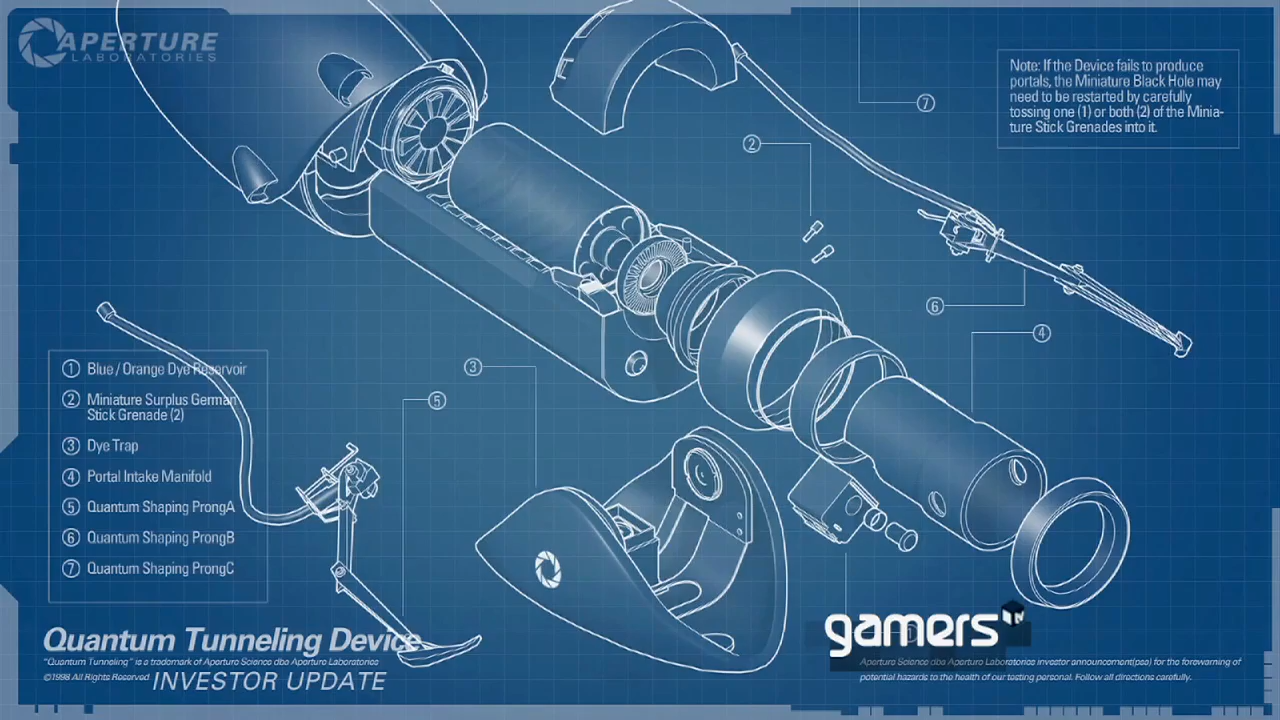 APERTURE
LABORATORIES
Note: If the Device fails to produce
portals, the Miniature Black Hole may
need to be restarted by carefully
tossing one (1) or both (2) of the Minia-
ture Stick Grenades into it.
7
2
6
4
3
5
1 Blue / Orange Dye Reservoir
2 Miniature Surplus German
Stick Grenade (2)
3 Dye Trap
4 Portal Intake Manifold
5 Quantum Shaping ProngA
6 Quantum Shaping ProngB
7 Quantum Shaping ProngC
Quantum Tunneling Device
"Quantum Tunneling" is a trademark of Aperture Science dba Aperture Laboratories
©1998 All Rights Reserved INVESTOR UPDATE
gamers
Aperture Science dba Aperture Laboratories investor announcement(psa) for the forewarning of
potential hazards to the health of our testing personal. Follow all directions carefully.